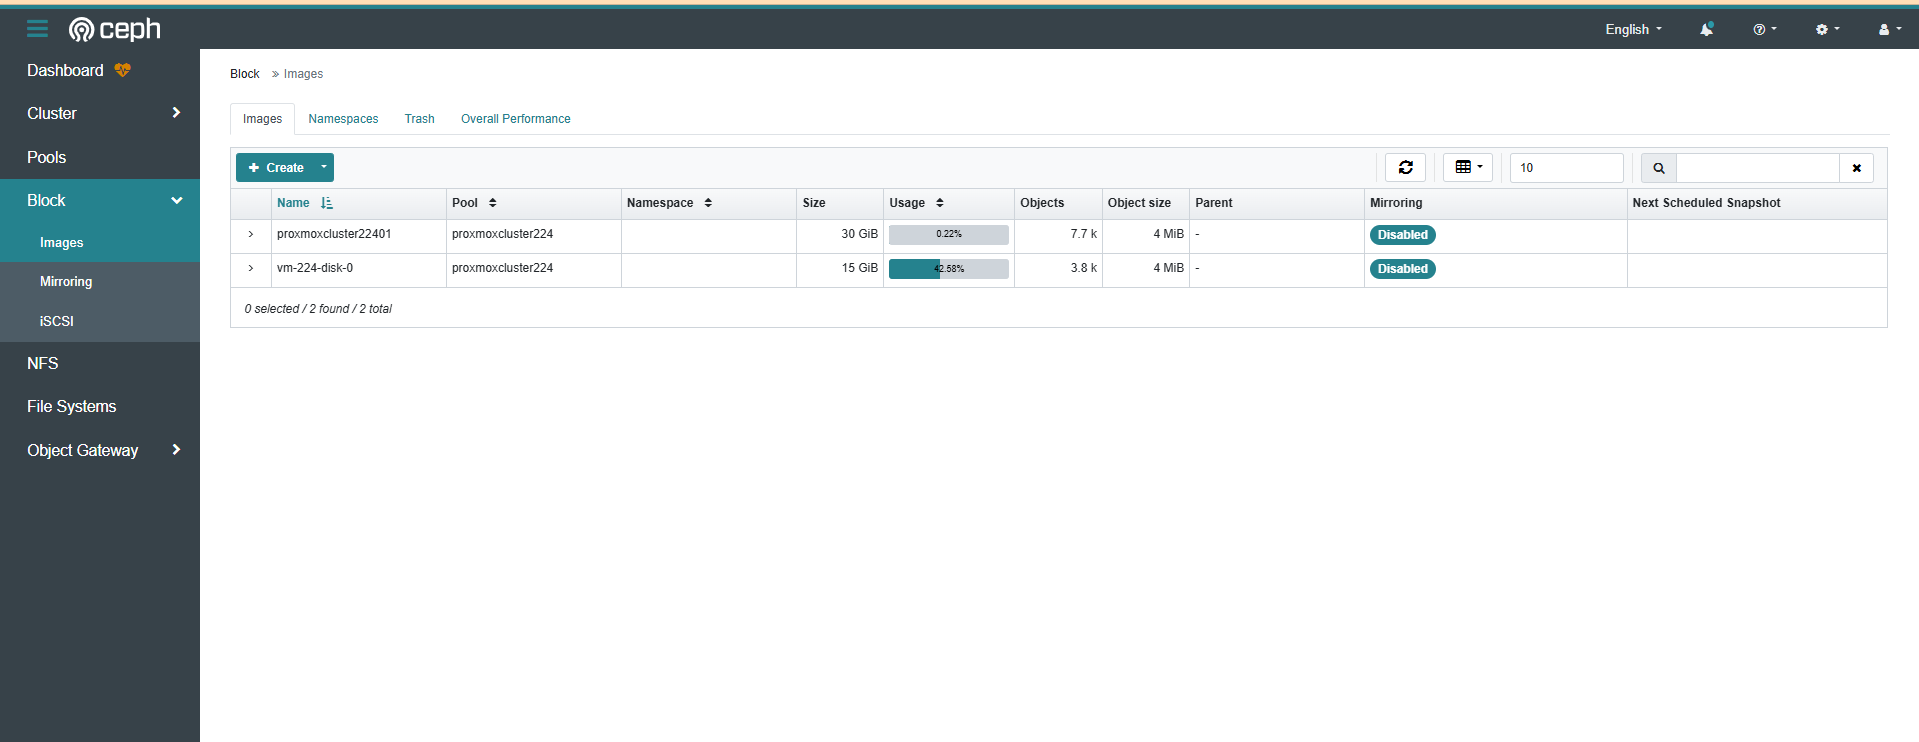 ceph
English
Dashboard
Cluster
Pools
Block
Images
Mirroring
iSCSI
NFS
File Systems
Object Gateway
Block » Images
Images Namespaces Trash Overall Performance
Create 10
Name Pool Namespace Size Usage Objects Object size Parent Mirroring Next Scheduled Snapshot
proxmoxcluster22401 proxmoxcluster224 30 GiB 0.22% 7.7 k 4 MiB - Disabled
vm-224-disk-0 proxmoxcluster224 15 GiB 42.58% 3.8 k 4 MiB - Disabled
0 selected / 2 found / 2 total